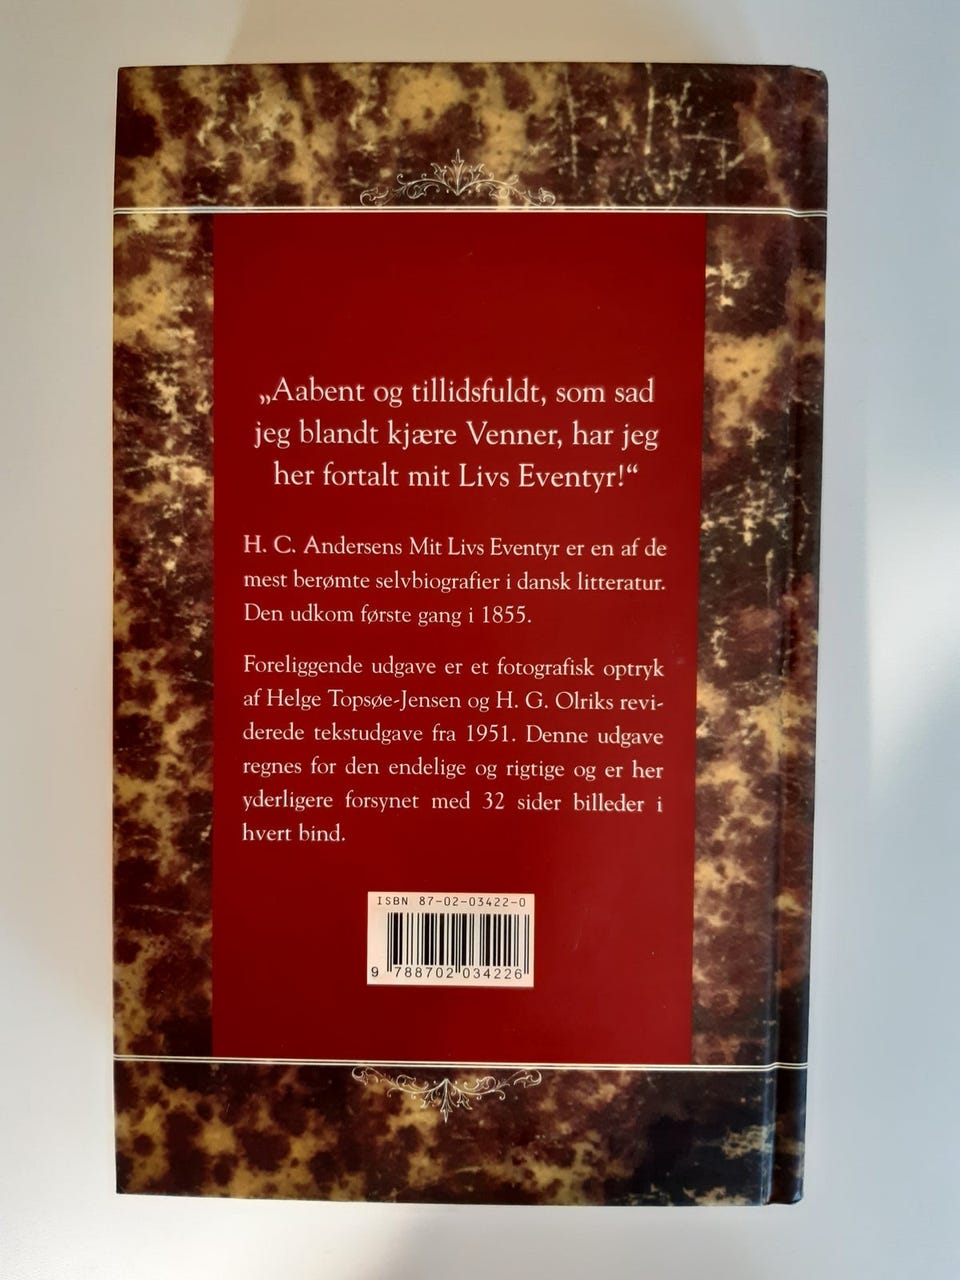 „Aabent og tillidsfuldt, som sad
jeg blandt kjære Venner, har jeg
her fortalt mit Livs Eventyr!“
H. C. Andersens Mit Livs Eventyr er en af de
mest berømte selvbiografier i dansk litteratur.
Den udkom første gang i 1855.
Foreliggende udgave er et fotografisk optryk
af Helge Topsøe-Jensen og H. G. Olriks revi-
derede tekstudgave fra 1951. Denne udgave
regnes for den endelige og rigtige og er her
yderligere forsynet med 32 sider billeder i
hvert bind.
ISBN 87-02-03422-0
9 788702 034226